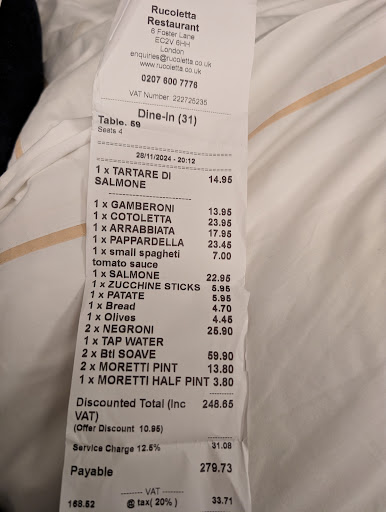 Rucoletta
Restaurant
6 Foster Lane
EC2V 6HH
London
enquiries@rucoletta.co.uk
www.rucoletta.co.uk
0207 600 7776
VAT Number: 222725235
Dine-In (31)
Table. 59
Seats 4
28/11/2024 - 20:12
1 x TARTARE DI SALMONE 14.95
1 x GAMBERONI 13.95
1 x COTOLETTA 23.95
1 x ARRABBIATA 17.95
1 x PAPPARDELLA 23.45
1 x small spagheti 7.00
tomato sauce
1 x SALMONE 22.95
1 x ZUCCHINE STICKS 5.95
1 x PATATE 5.95
1 x Bread 4.70
1 x Olives 4.45
2 x NEGRONI 25.90
1 x TAP WATER
2 x Btl SOAVE 59.90
2 x MORETTI PINT 13.80
1 x MORETTI HALF PINT 3.80
Discounted Total (Inc 248.65
VAT)
(Offer Discount 10.95)
Service Charge 12.5% 31.08
Payable 279.73
VAT
168.52 @ tax( 20% ) 33.71